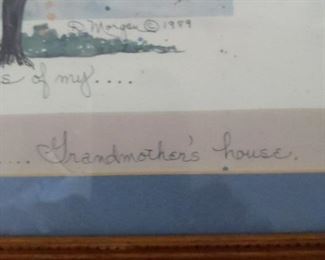 D Morgan © 1989
s of my....
.... Grandmother's house.